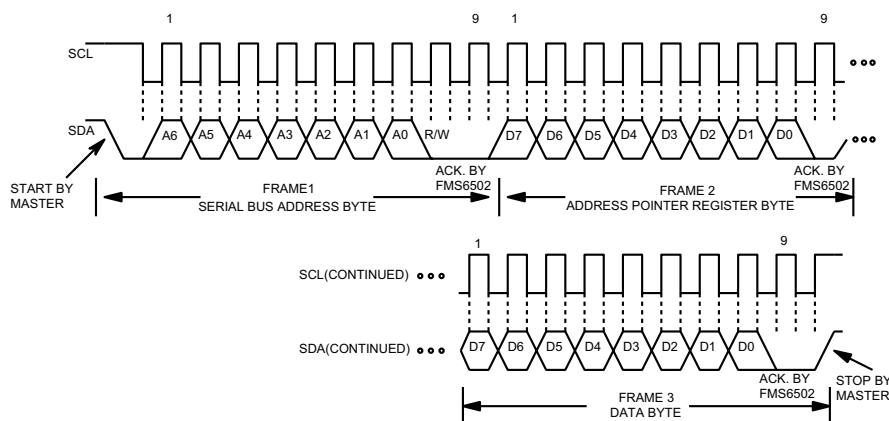 1 9 1 9
SCL
SDA A6 A5 A4 A3 A2 A1 A0 R/W D7 D6 D5 D4 D3 D2 D1 D0
START BY
MASTER
ACK. BY
FMS6502
ACK. BY
FMS6502
FRAME1
SERIAL BUS ADDRESS BYTE
FRAME 2
ADDRESS POINTER REGISTER BYTE
1 9
SCL(CONTINUED)
SDA(CONTINUED) D7 D6 D5 D4 D3 D2 D1 D0
ACK. BY
FMS6502
STOP BY
MASTER
FRAME 3
DATA BYTE